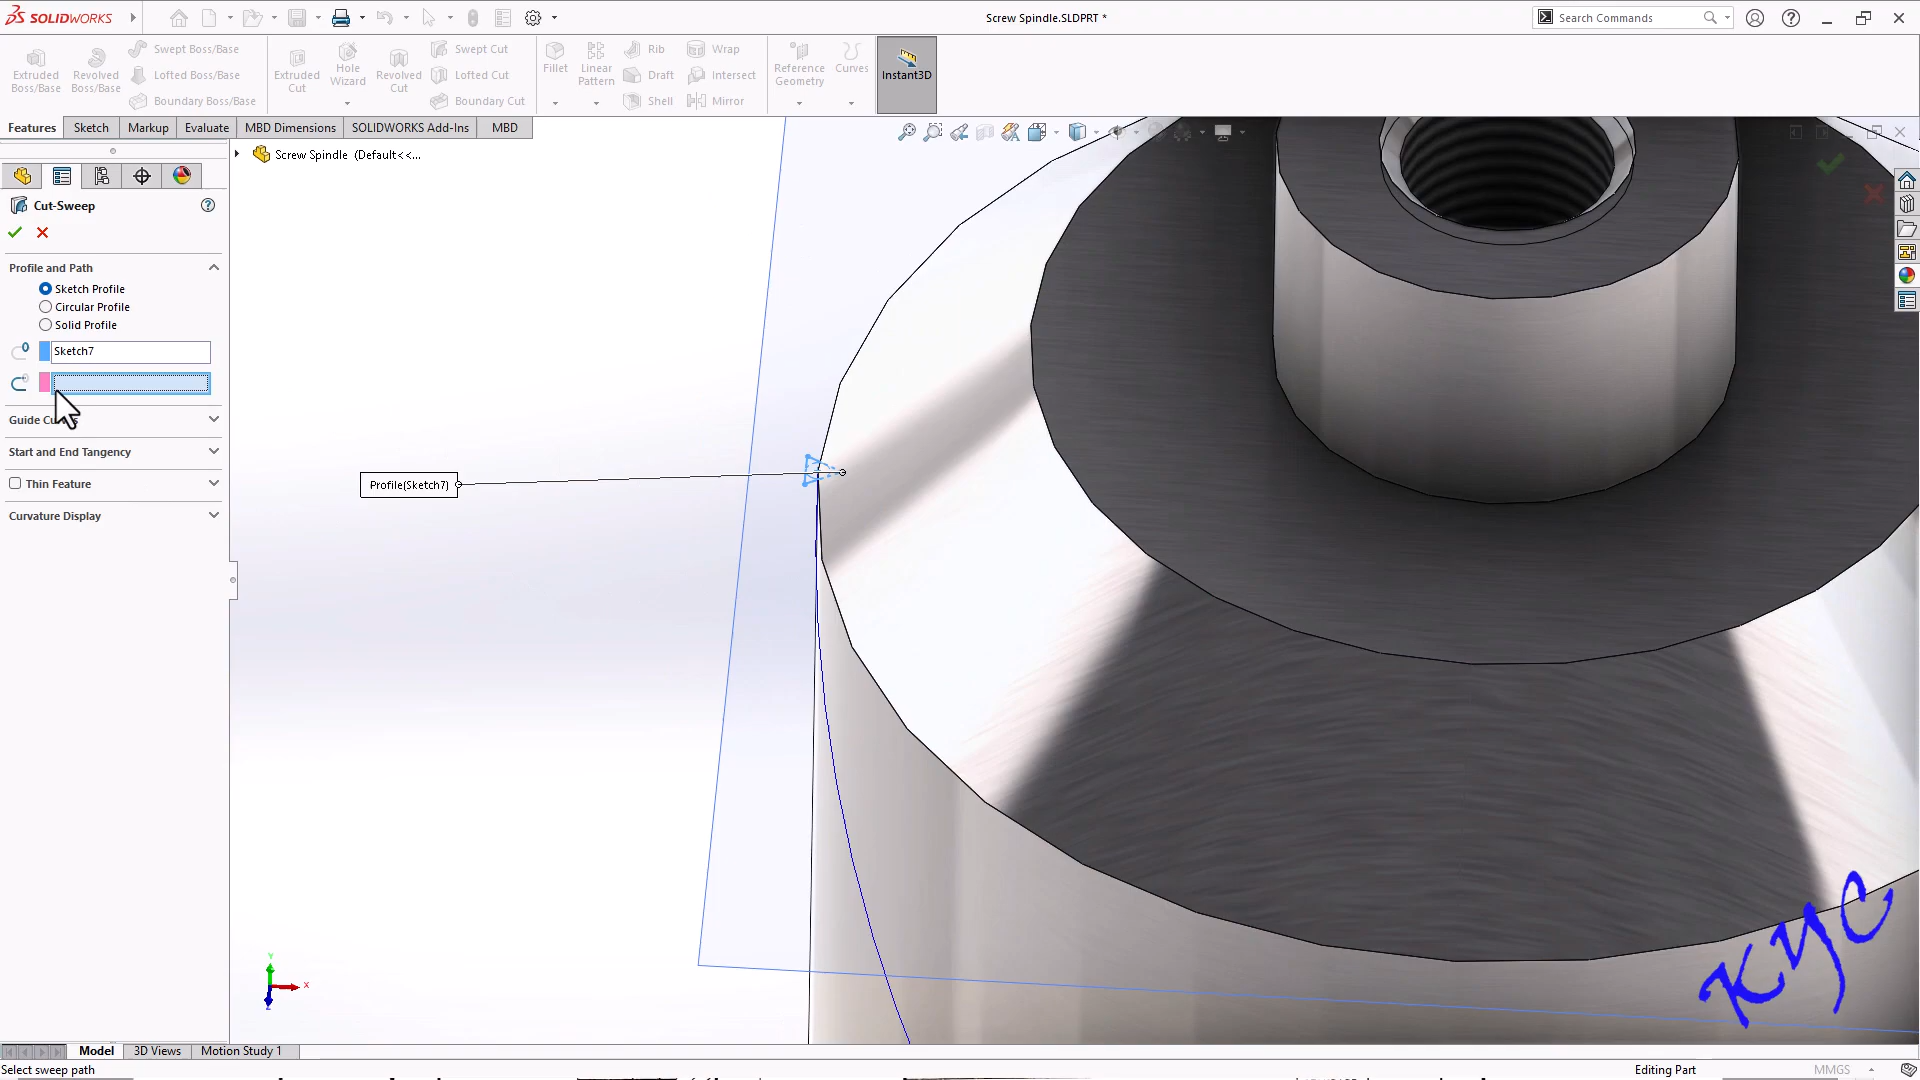 SOLIDWORKS
Screw Spindle.SLDPRT *
Search Commands
Extruded Boss/Base
Revolved Boss/Base
Swept Boss/Base
Lofted Boss/Base
Boundary Boss/Base
Extruded Cut
Hole Wizard
Revolved Cut
Swept Cut
Lofted Cut
Boundary Cut
Fillet
Linear Pattern
Rib
Draft
Shell
Wrap
Intersect
Mirror
Reference Geometry
Curves
Instant3D
Features
Sketch
Markup
Evaluate
MBD Dimensions
SOLIDWORKS Add-Ins
MBD
Screw Spindle (Default<<...
Cut-Sweep
Profile and Path
Sketch Profile
Circular Profile
Solid Profile
Sketch7
Start and End Tangency
Thin Feature
Curvature Display
Profile(Sketch7)
Y
X
Z
KYC
Model
3D Views
Motion Study 1
Select sweep path
Editing Part
MMGS